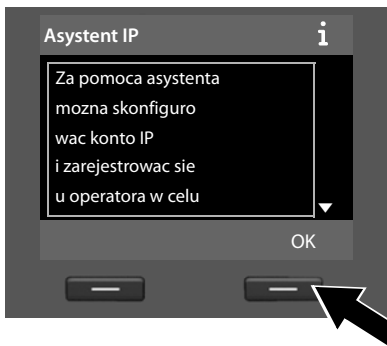 Asystent IP i
Za pomoca asystenta
mozna skonfiguro
wac konto IP
i zarejestrowac sie
u operatora w celu
OK